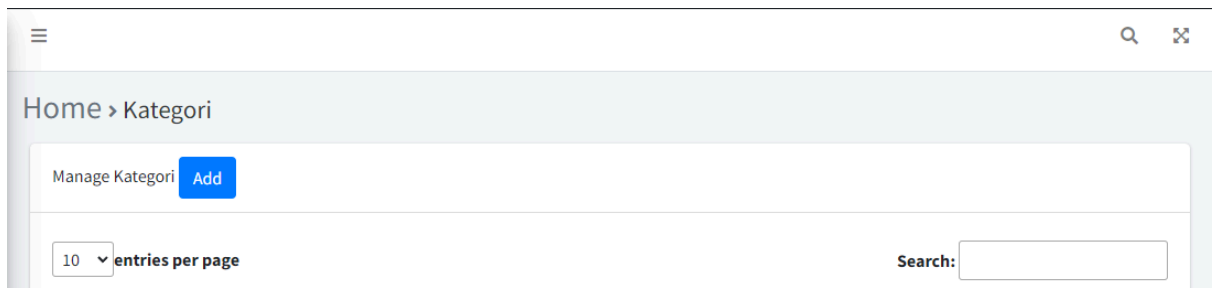 Home > Kategori
Manage Kategori Add
10 entries per page Search: